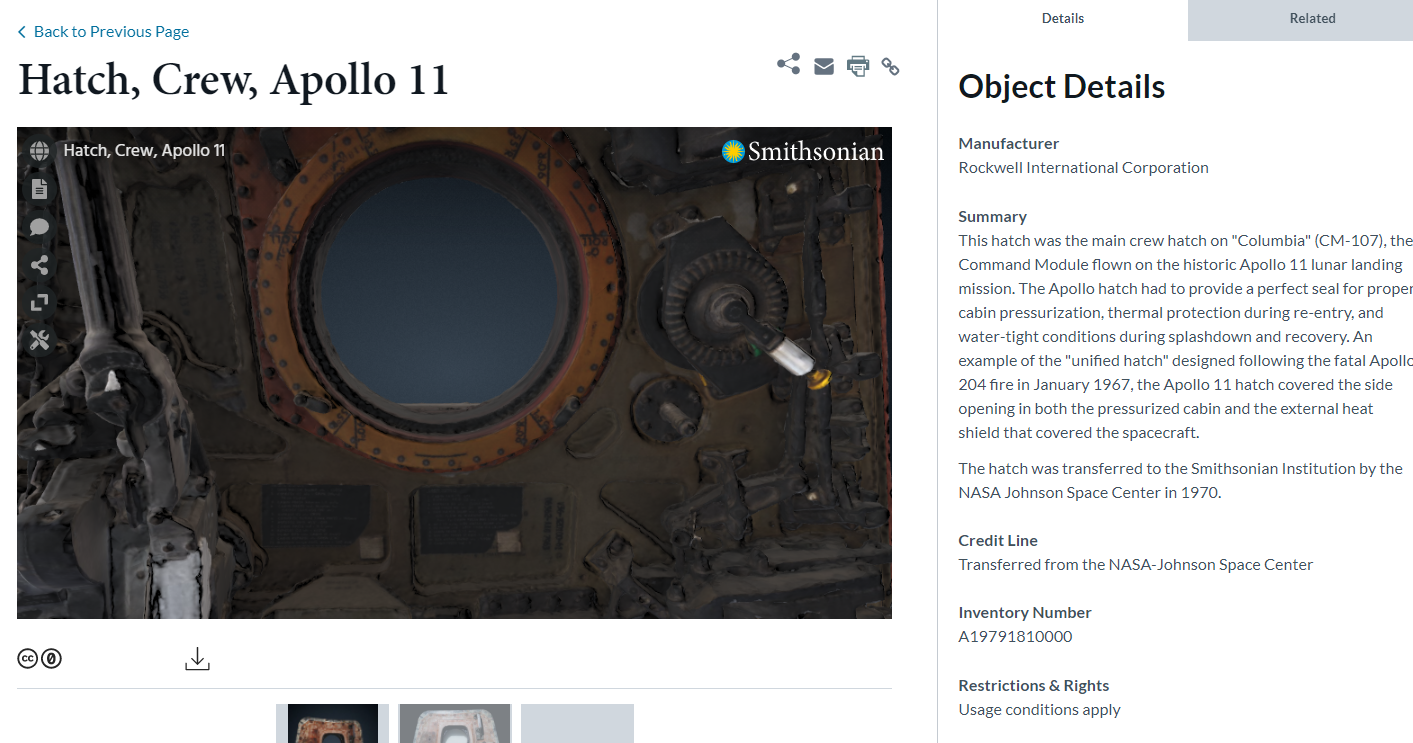 Back to Previous Page
Hatch, Crew, Apollo 11
Hatch, Crew, Apollo 11
Smithsonian
Details
Related
Object Details
Manufacturer
Rockwell International Corporation
Summary
This hatch was the main crew hatch on "Columbia" (CM-107), the
Command Module flown on the historic Apollo 11 lunar landing
mission. The Apollo hatch had to provide a perfect seal for proper
cabin pressurization, thermal protection during re-entry, and
water-tight conditions during splashdown and recovery. An
example of the "unified hatch" designed following the fatal Apollo
204 fire in January 1967, the Apollo 11 hatch covered the side
opening in both the pressurized cabin and the external heat
shield that covered the spacecraft.
The hatch was transferred to the Smithsonian Institution by the
NASA Johnson Space Center in 1970.
Credit Line
Transferred from the NASA-Johnson Space Center
Inventory Number
A19791810000
Restrictions & Rights
Usage conditions apply
cc 0